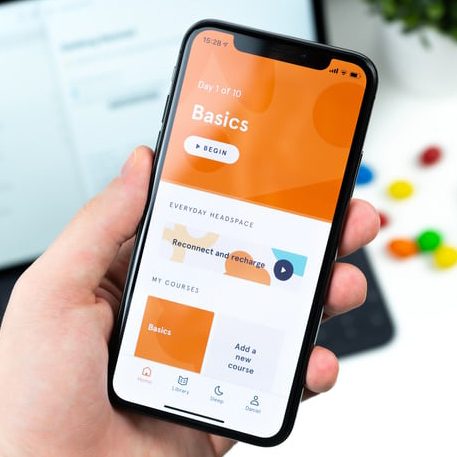 15:28
Day 1 of 10
Basics
BEGIN
EVERYDAY HEADSPACE
Reconnect and recharge
MY COURSES
Basics
Add a
new
course
Home
Library
Sleep
Daniel